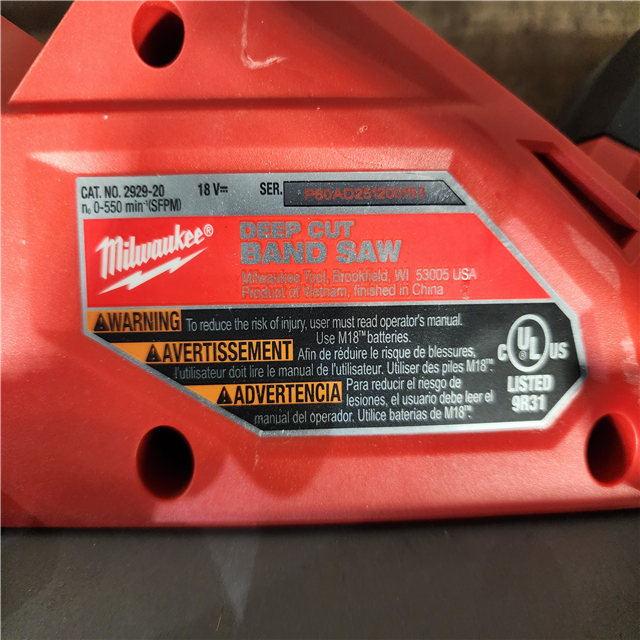 CAT. NO. 2929-20 18 V⎓ SER.
n₀ 0-550 min⁻¹(SFPM)
Milwaukee®
DEEP CUT
BAND SAW
Milwaukee Tool, Brookfield, WI 53005 USA
Product of Vietnam, finished in China
WARNING To reduce the risk of injury, user must read operator's manual.
Use M18™ batteries.
AVERTISSEMENT Afin de réduire le risque de blessures,
l'utilisateur doit lire le manual de l'utilisateur. Utiliser des piles M18™.
ADVERTENCIA Para reducir el riesgo de
lesiones, el usuario debe leer el
manual del operador. Utilice baterias de M18™.
C UL® US
LISTED
9R31